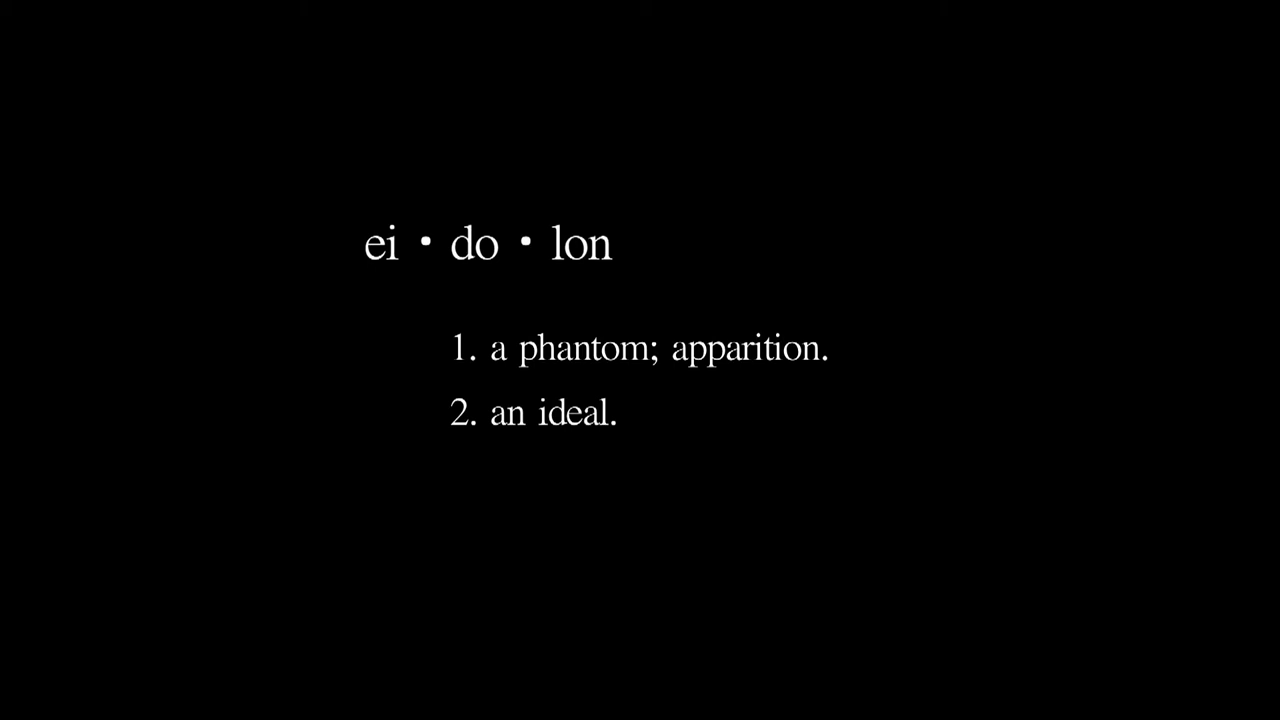 ei · do · lon
1. a phantom; apparition.
2. an ideal.